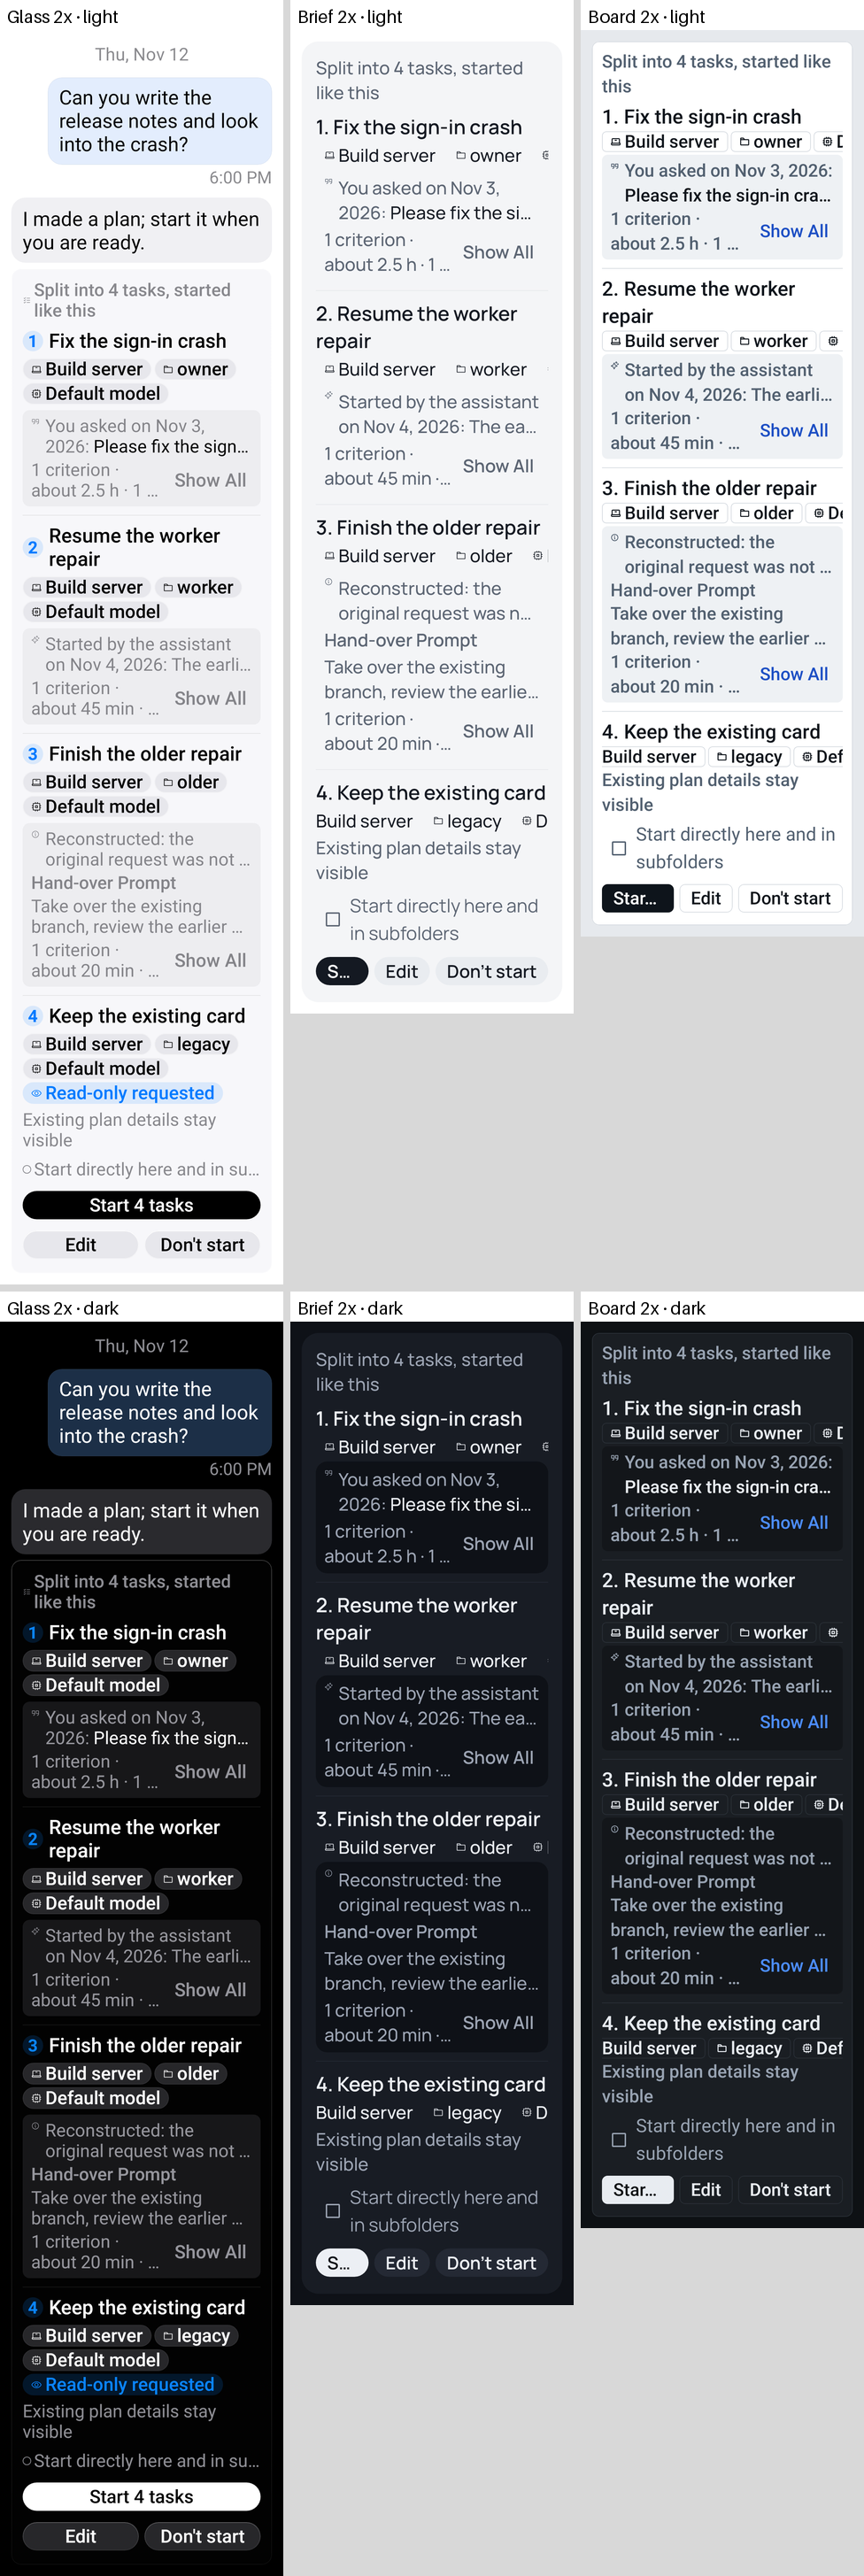 Glass 2x · light
Thu, Nov 12
Can you write the
release notes and look
into the crash?
6:00 PM
I made a plan; start it when
you are ready.
Split into 4 tasks, started
like this
1 Fix the sign-in crash
Build server owner
Default model
You asked on Nov 3,
2026: Please fix the sign...
1 criterion ·
about 2.5 h · 1 ...
Show All
2 Resume the worker
repair
Build server worker
Default model
Started by the assistant
on Nov 4, 2026: The earli...
1 criterion ·
about 45 min · ...
Show All
3 Finish the older repair
Build server older
Default model
Reconstructed: the
original request was not ...
Hand-over Prompt
Take over the existing
branch, review the earlier ...
1 criterion ·
about 20 min · ...
Show All
4 Keep the existing card
Build server legacy
Default model
Read-only requested
Existing plan details stay
visible
Start directly here and in su...
Start 4 tasks
Edit Don't start
Brief 2x · light
Split into 4 tasks, started
like this
1. Fix the sign-in crash
Build server owner
You asked on Nov 3,
2026: Please fix the si...
1 criterion ·
about 2.5 h · 1 ...
Show All
2. Resume the worker
repair
Build server worker
Started by the assistant
on Nov 4, 2026: The ea...
1 criterion ·
about 45 min ·...
Show All
3. Finish the older repair
Build server older
Reconstructed: the
original request was n...
Hand-over Prompt
Take over the existing
branch, review the earlie...
1 criterion ·
about 20 min ·...
Show All
4. Keep the existing card
Build server legacy D
Existing plan details stay
visible
Start directly here and
in subfolders
S... Edit Don't start
Board 2x · light
Split into 4 tasks, started like
this
1. Fix the sign-in crash
Build server owner D
You asked on Nov 3, 2026:
Please fix the sign-in cra...
1 criterion ·
about 2.5 h · 1 ...
Show All
2. Resume the worker
repair
Build server worker
Started by the assistant
on Nov 4, 2026: The earli...
1 criterion ·
about 45 min · ...
Show All
3. Finish the older repair
Build server older De
Reconstructed: the
original request was not ...
Hand-over Prompt
Take over the existing
branch, review the earlier ...
1 criterion ·
about 20 min · ...
Show All
4. Keep the existing card
Build server legacy Def
Existing plan details stay
visible
Start directly here and in
subfolders
Star... Edit Don't start
Glass 2x · dark
Thu, Nov 12
Can you write the
release notes and look
into the crash?
6:00 PM
I made a plan; start it when
you are ready.
Split into 4 tasks, started
like this
1 Fix the sign-in crash
Build server owner
Default model
You asked on Nov 3,
2026: Please fix the sign...
1 criterion ·
about 2.5 h · 1 ...
Show All
2 Resume the worker
repair
Build server worker
Default model
Started by the assistant
on Nov 4, 2026: The earli...
1 criterion ·
about 45 min · ...
Show All
3 Finish the older repair
Build server older
Default model
Reconstructed: the
original request was not ...
Hand-over Prompt
Take over the existing
branch, review the earlier ...
1 criterion ·
about 20 min · ...
Show All
4 Keep the existing card
Build server legacy
Default model
Read-only requested
Existing plan details stay
visible
Start directly here and in su...
Start 4 tasks
Edit Don't start
Brief 2x · dark
Split into 4 tasks, started
like this
1. Fix the sign-in crash
Build server owner
You asked on Nov 3,
2026: Please fix the si...
1 criterion ·
about 2.5 h · 1 ...
Show All
2. Resume the worker
repair
Build server worker
Started by the assistant
on Nov 4, 2026: The ea...
1 criterion ·
about 45 min ·...
Show All
3. Finish the older repair
Build server older
Reconstructed: the
original request was n...
Hand-over Prompt
Take over the existing
branch, review the earlie...
1 criterion ·
about 20 min ·...
Show All
4. Keep the existing card
Build server legacy D
Existing plan details stay
visible
Start directly here and
in subfolders
S... Edit Don't start
Board 2x · dark
Split into 4 tasks, started like
this
1. Fix the sign-in crash
Build server owner D
You asked on Nov 3, 2026:
Please fix the sign-in cra...
1 criterion ·
about 2.5 h · 1 ...
Show All
2. Resume the worker
repair
Build server worker
Started by the assistant
on Nov 4, 2026: The earli...
1 criterion ·
about 45 min · ...
Show All
3. Finish the older repair
Build server older De
Reconstructed: the
original request was not ...
Hand-over Prompt
Take over the existing
branch, review the earlier ...
1 criterion ·
about 20 min · ...
Show All
4. Keep the existing card
Build server legacy Def
Existing plan details stay
visible
Start directly here and in
subfolders
Star... Edit Don't start